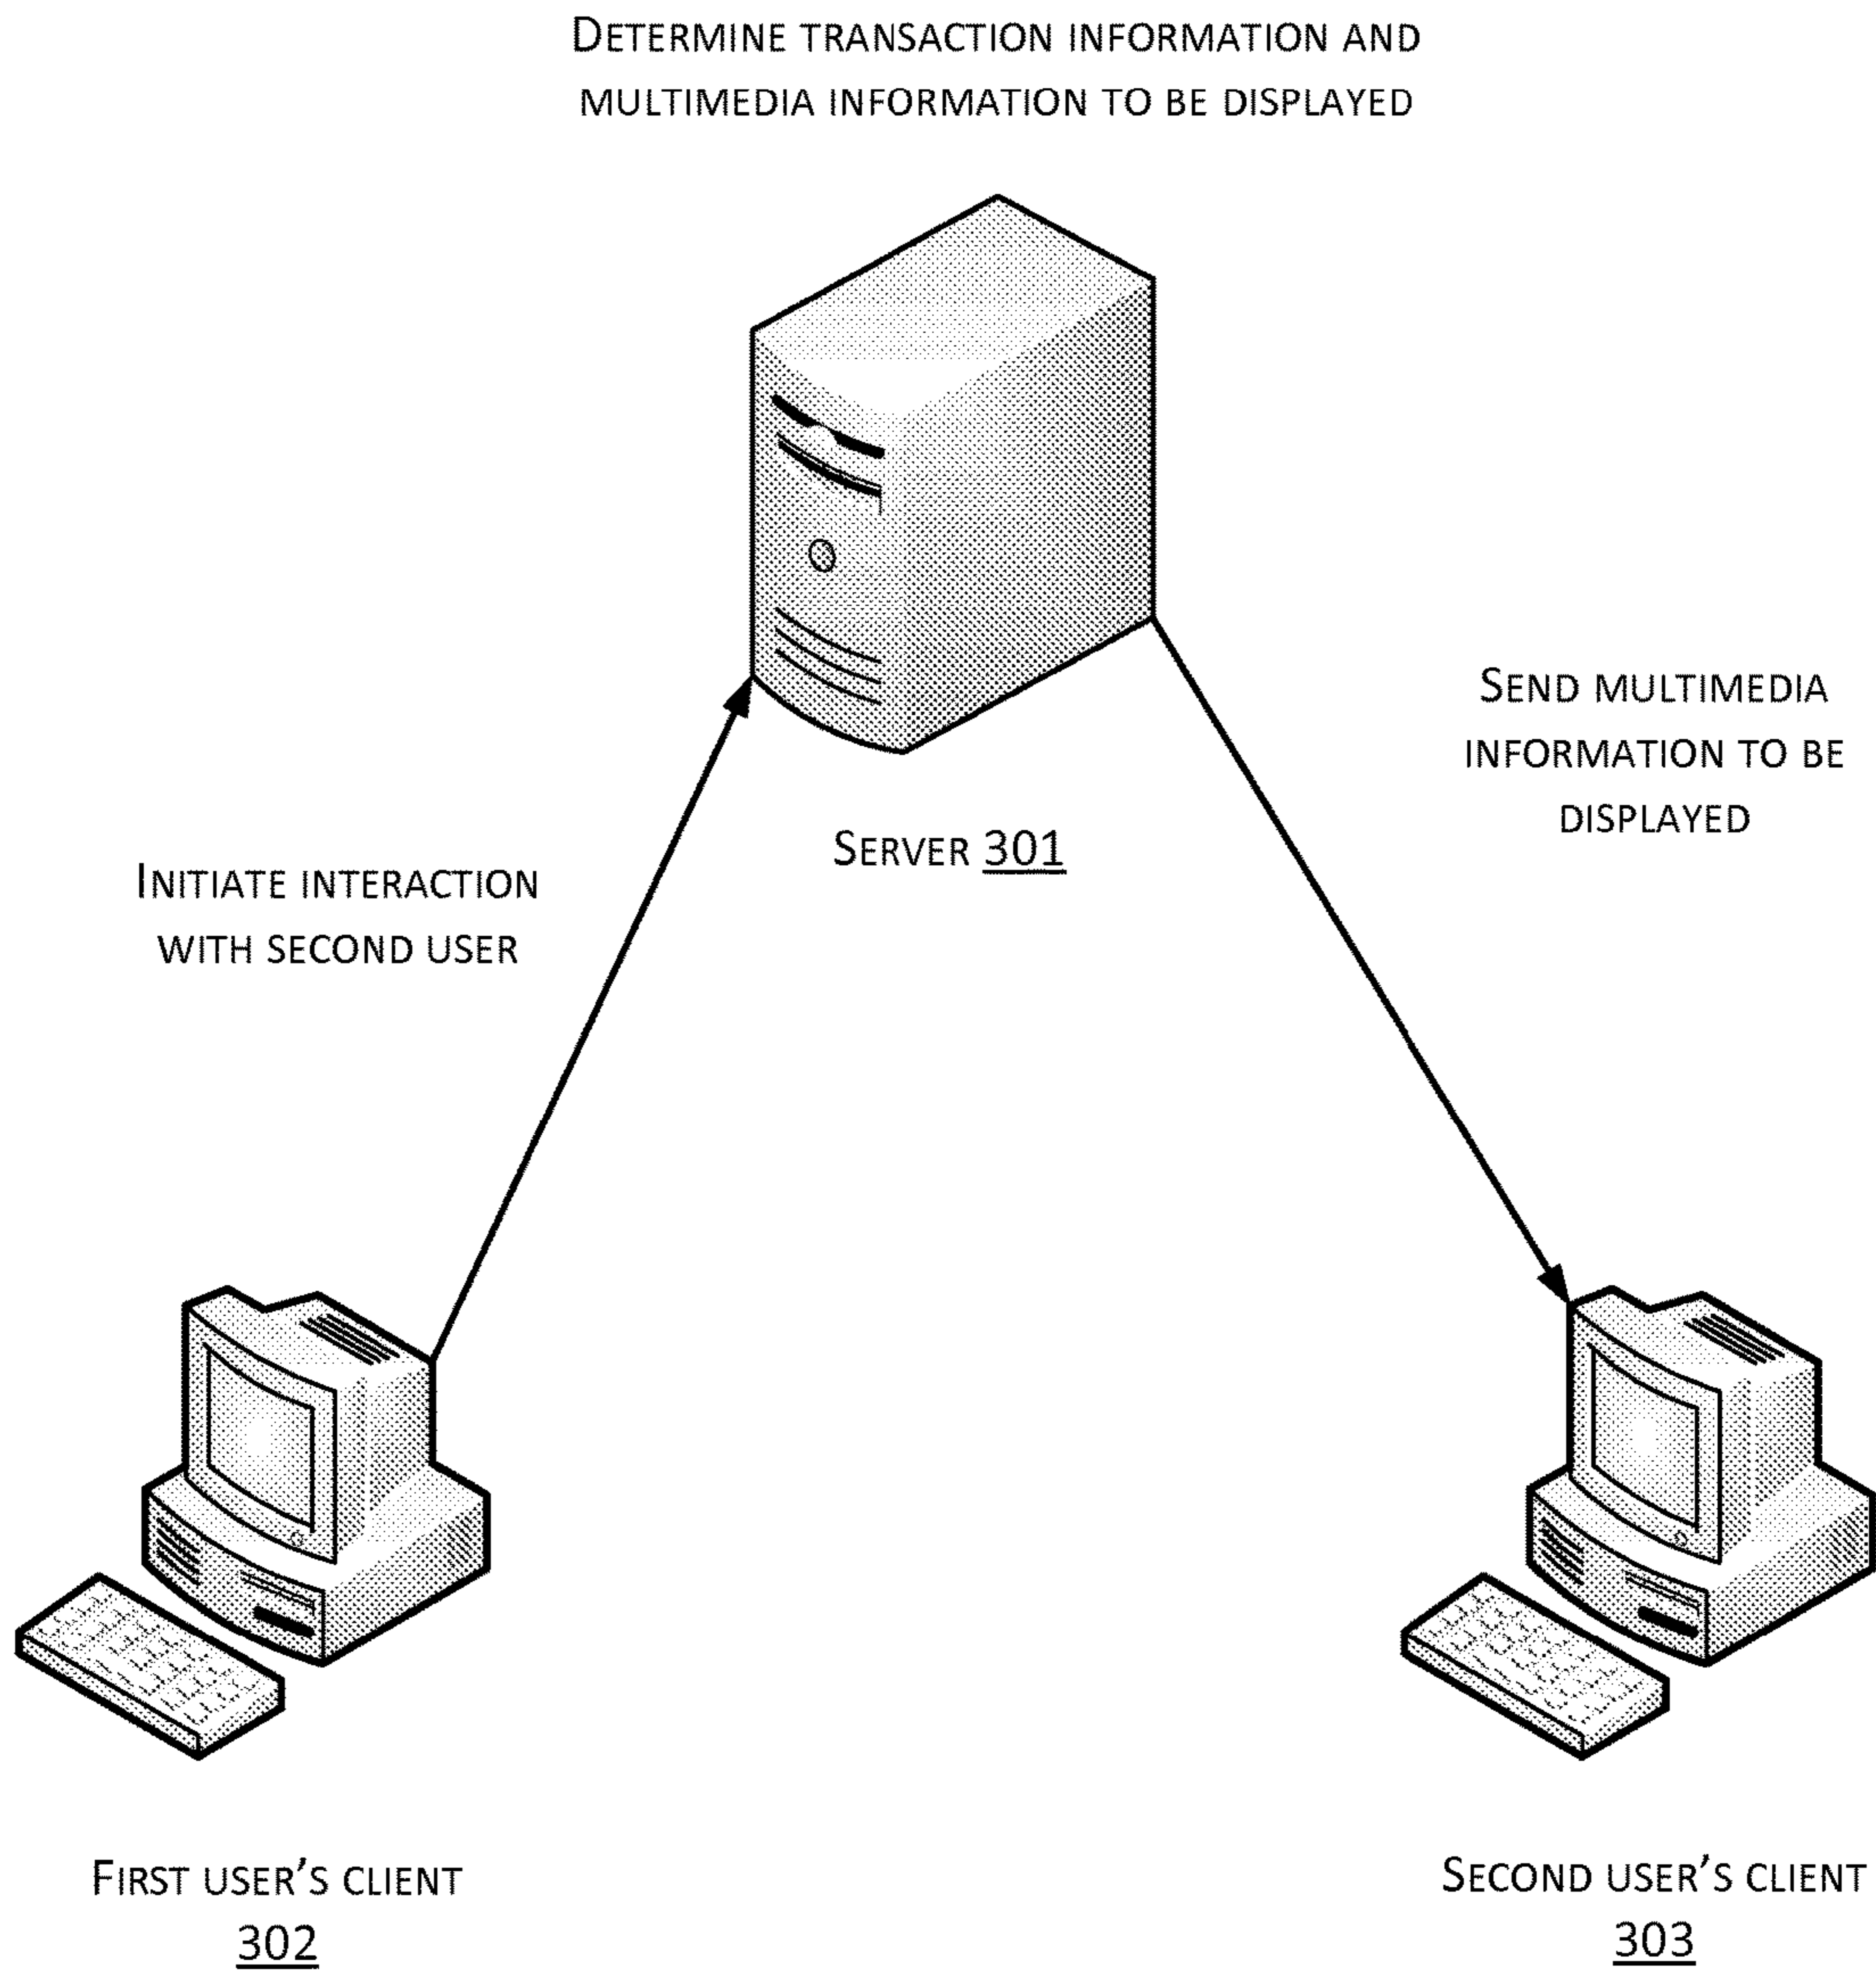 DETERMINE TRANSACTION INFORMATION AND
MULTIMEDIA INFORMATION TO BE DISPLAYED
SEND MULTIMEDIA
INFORMATION TO BE
DISPLAYED
SERVER 301
INITIATE INTERACTION
WITH SECOND USER
FIRST USER'S CLIENT
302
SECOND USER'S CLIENT
303